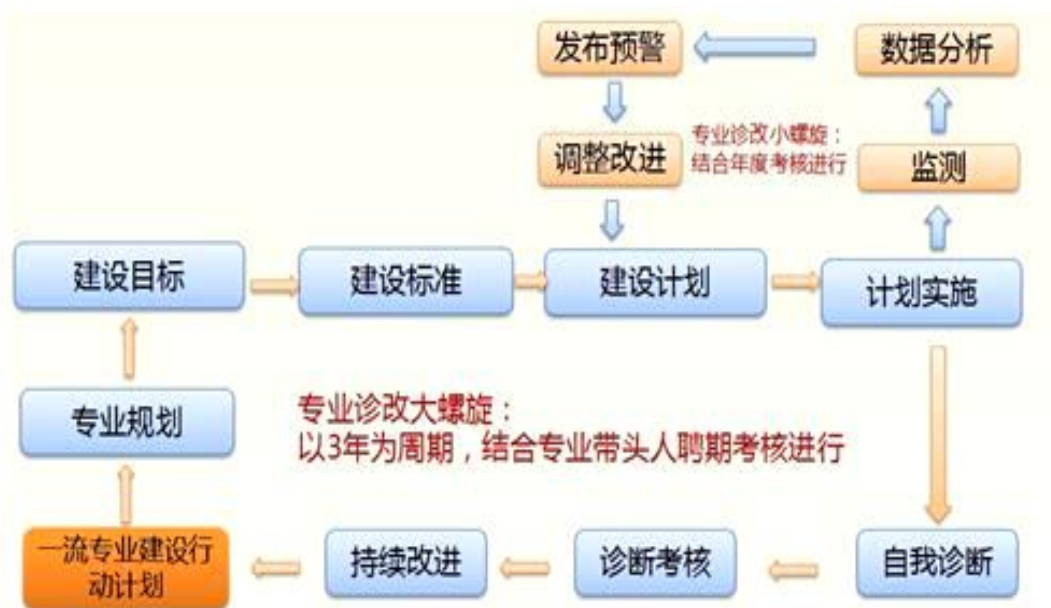 发布预警
数据分析
调整改进
专业诊改小螺旋：
结合年度考核进行
监测
建设目标
建设标准
建设计划
计划实施
专业规划
专业诊改大螺旋：
以3年为周期，结合专业带头人聘期考核进行
一流专业建设行
动计划
持续改进
诊断考核
自我诊断